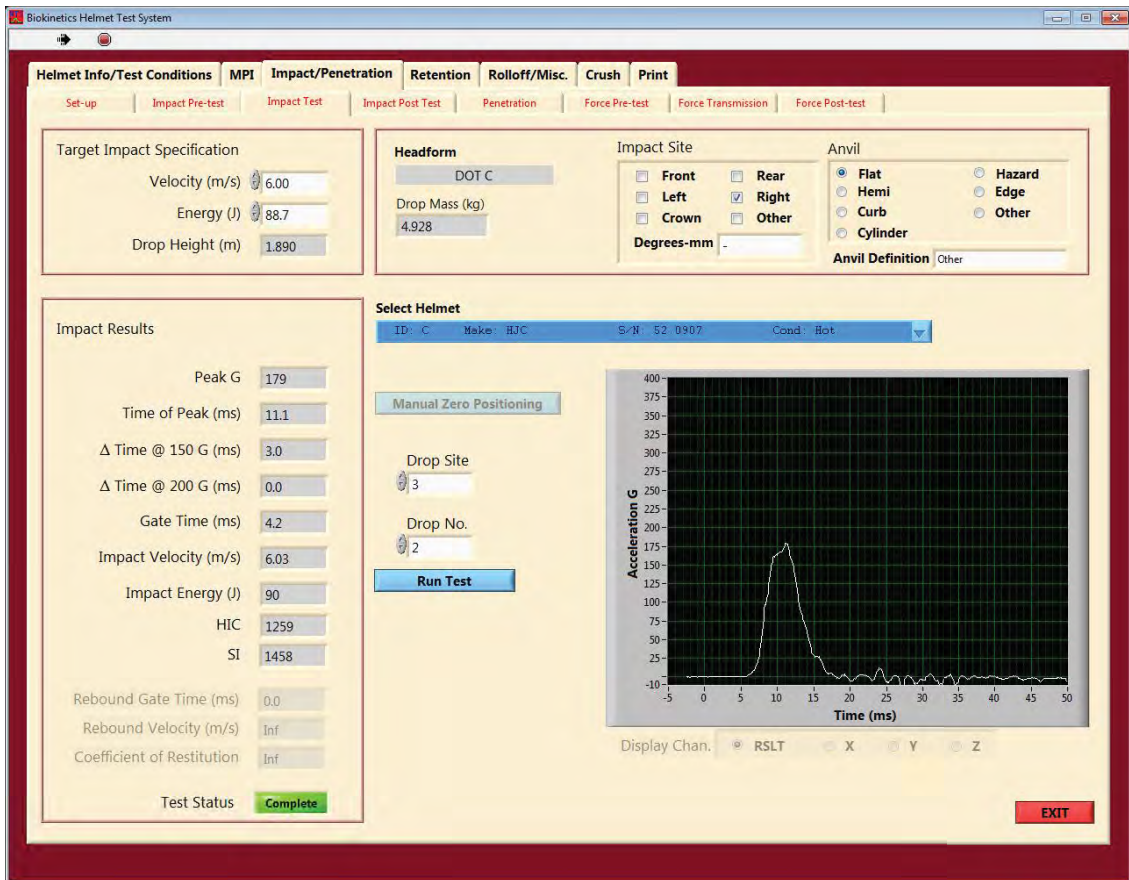 Biokinetics Helmet Test System
Helmet Info/Test Conditions MPI Impact/Penetration Retention Rolloff/Misc. Crush Print
Set-up Impact Pre-test Impact Test Impact Post Test Penetration Force Pre-test Force Transmission Force Post-test
Target Impact Specification
Velocity (m/s) 6.00
Energy (J) 88.7
Drop Height (m) 1.890
Headform
DOT C
Drop Mass (kg)
4.928
Impact Site
Front Rear
Left Right
Crown Other
Degrees-mm -
Anvil
Flat Hazard
Hemi Edge
Curb Other
Cylinder
Anvil Definition Other
Select Helmet
ID: C Make: HJC S/N: 52 0907 Cond: Hot
Impact Results
Peak G 179
Time of Peak (ms) 11.1
Δ Time @ 150 G (ms) 3.0
Δ Time @ 200 G (ms) 0.0
Gate Time (ms) 4.2
Impact Velocity (m/s) 6.03
Impact Energy (J) 90
HIC 1259
SI 1458
Rebound Gate Time (ms) 0.0
Rebound Velocity (m/s) Inf
Coefficient of Restitution Inf
Test Status Complete
Manual Zero Positioning
Drop Site
3
Drop No.
2
Run Test
Acceleration G
400
375
350
325
300
275
250
225
200
175
150
125
100
75
50
25
-10
-5 0 5 10 15 20 25 30 35 40 45 50
Time (ms)
Display Chan. RSLT X Y Z
EXIT